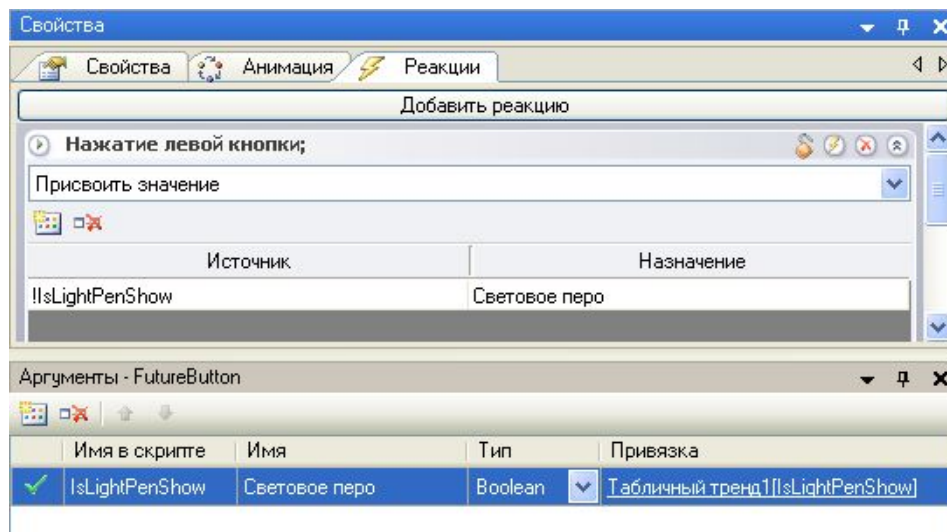 Свойства
Свойства Анимация Реакции
Добавить реакцию
Нажатие левой кнопки;
Присвоить значение
Источник Назначение
!IsLightPenShow Световое перо
Аргументы - FutureButton
Имя в скрипте Имя Тип Привязка
IsLightPenShow Световое перо Boolean Табличный тренд1[IsLightPenShow]